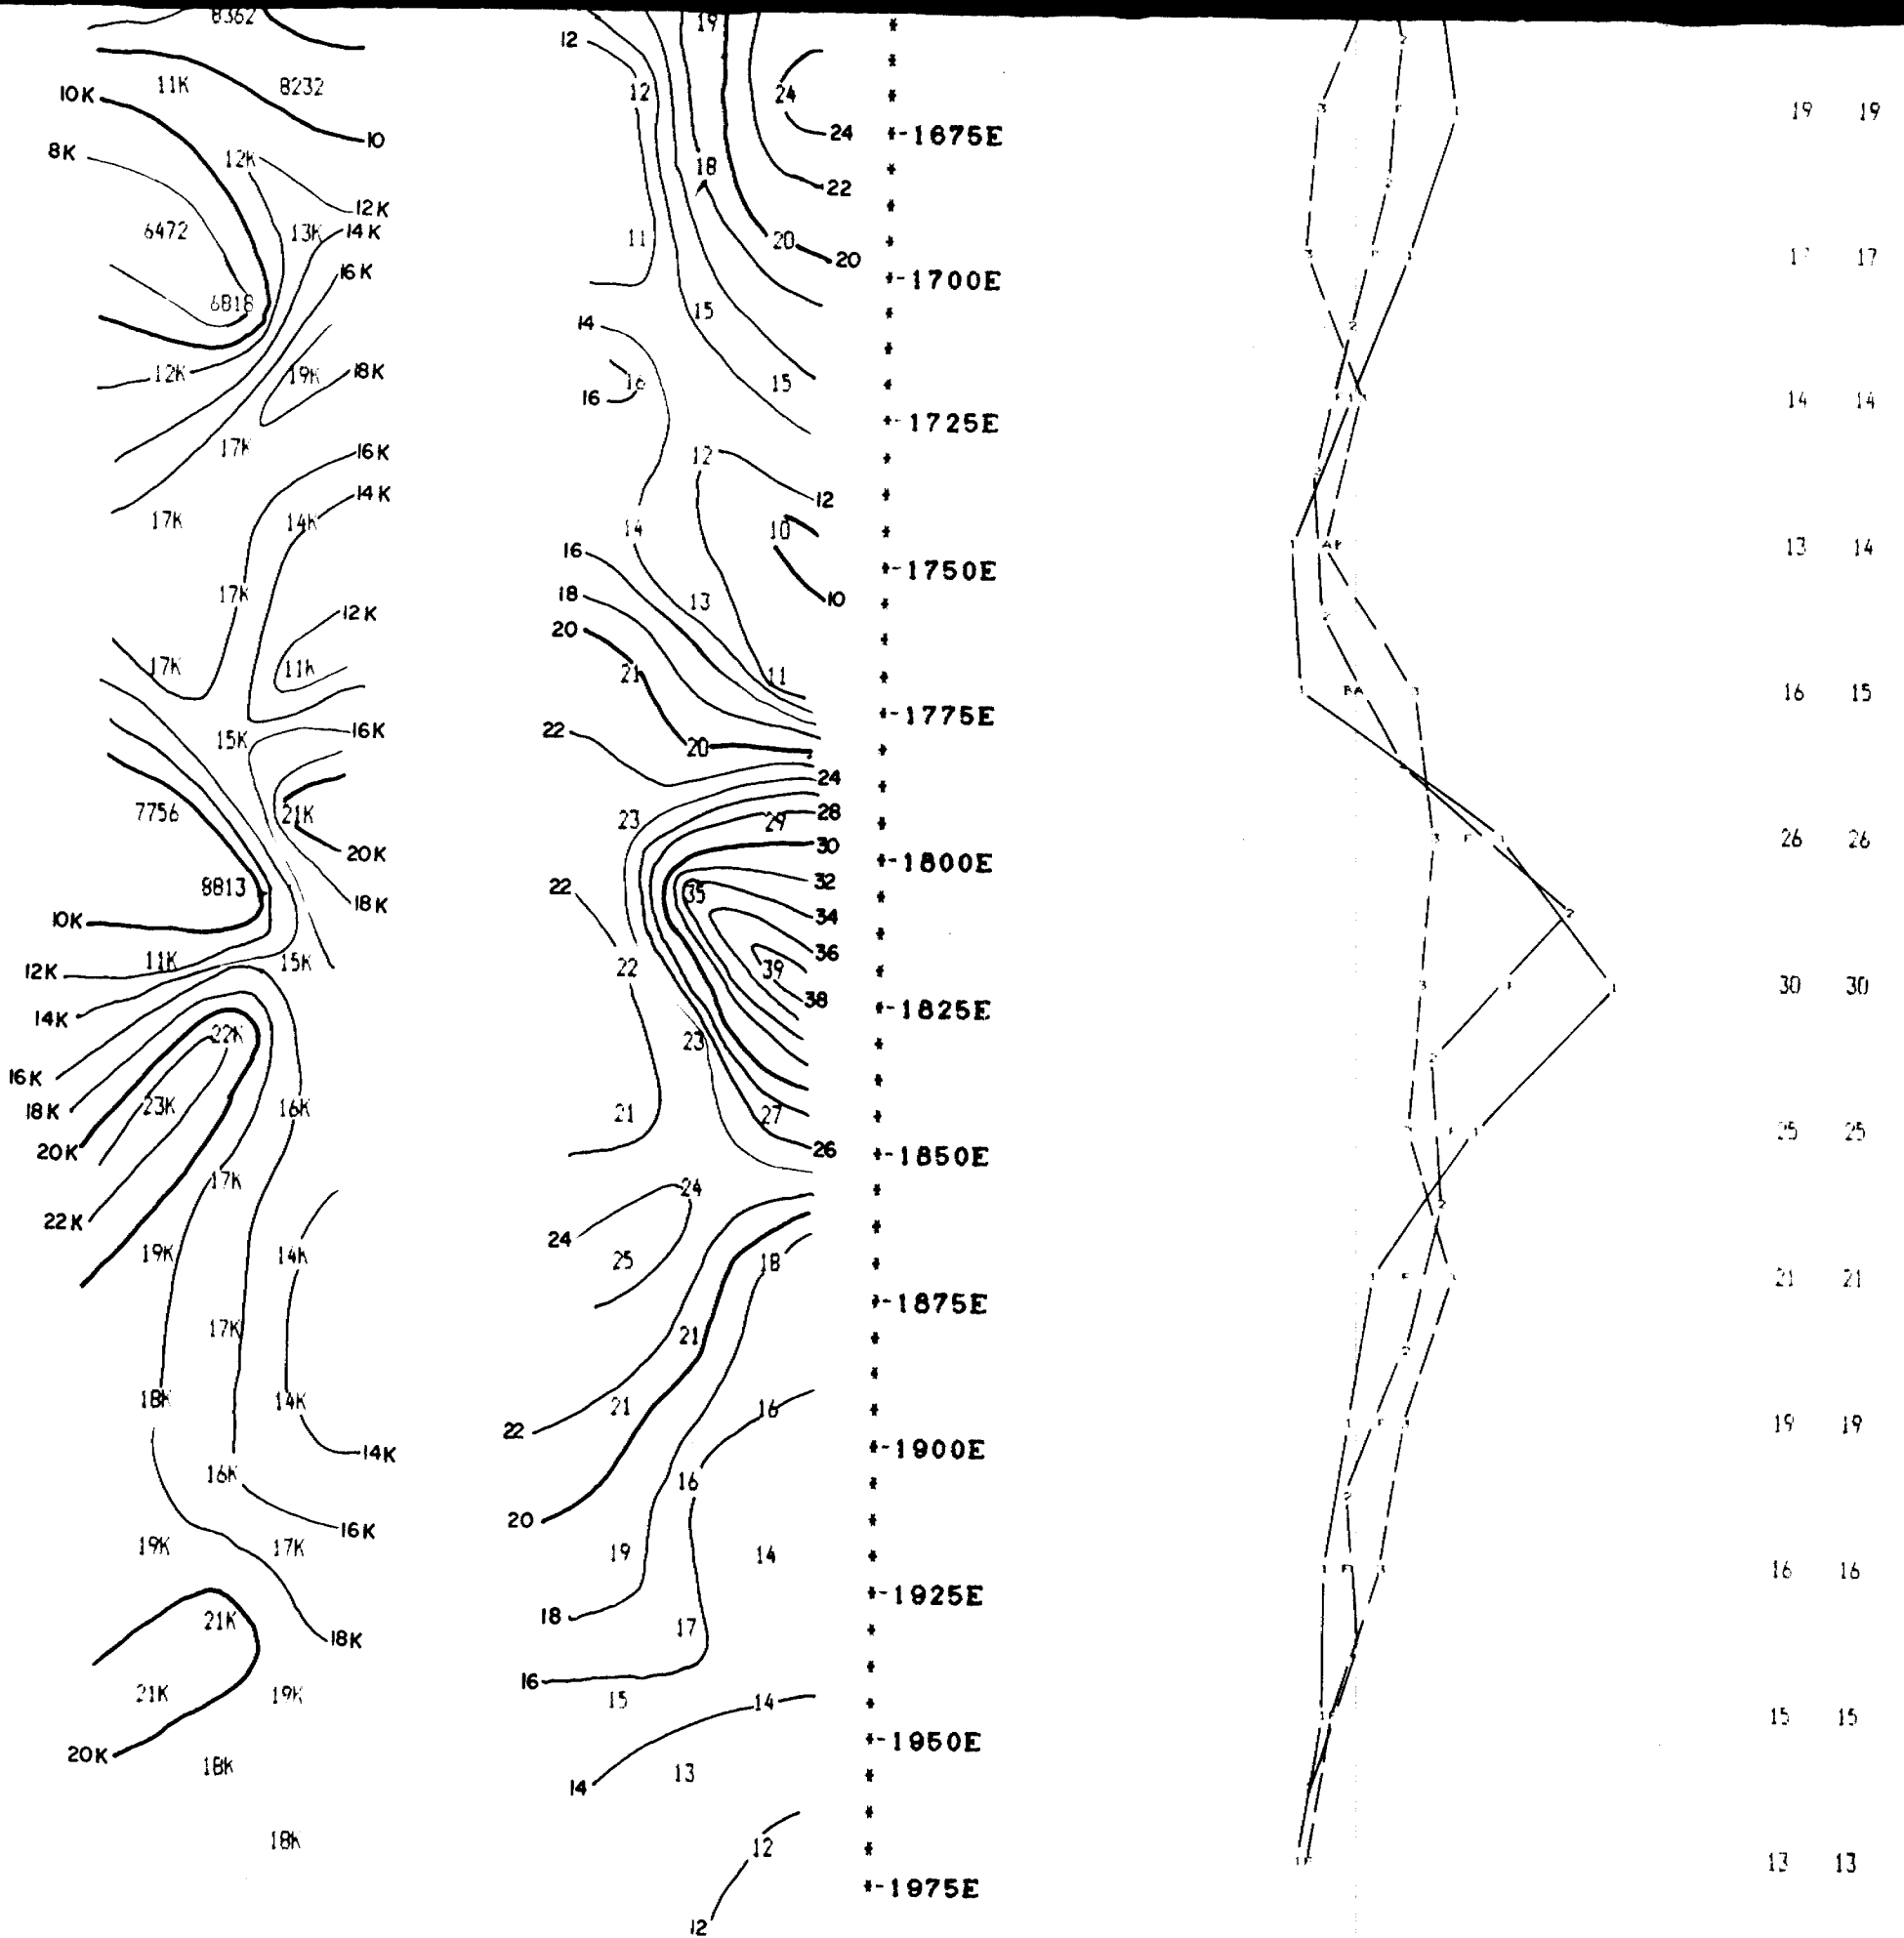 8362 19
12
11K 8232 12 24
10K 19 19
10 24 *-1675E
8K 12K 18
12K 22
6472 13K 14K 11 20
20 17
16K *-1700E
6818 15
14
12K 19K 18K 16 15
16 14 14
*-1725E
17K 16K 12
14K 12
17K 14K 14 10
16 13 14
*-1750E
17K 18 13 10
12K
20
17K 11K 21 11
16 15
*-1775E
15K 16K 22 20
24
7756 21K 23 29 28
30 26 26
20K *-1800E
8813 22 35 32
18K 34
10K
36
11K 15K 22 39
12K 38 30 30
14K *-1825E
22K 23
16K
23K 16K 21 27
18K
25 25
20K 26 *-1850E
17K 24
22K
24
19K 14K 25 18
21 21
*-1875E
17K 21
18K 14K 21 16
22 19 19
14K *-1900E
16K 16
20
16K
19K 17K 19 14
16 16
*-1925E
18
21K 17
18K
16
21K 19K 15 14
15 15
*-1950E
20K
18K 13
14
18K 12
13 13
*-1975E
12